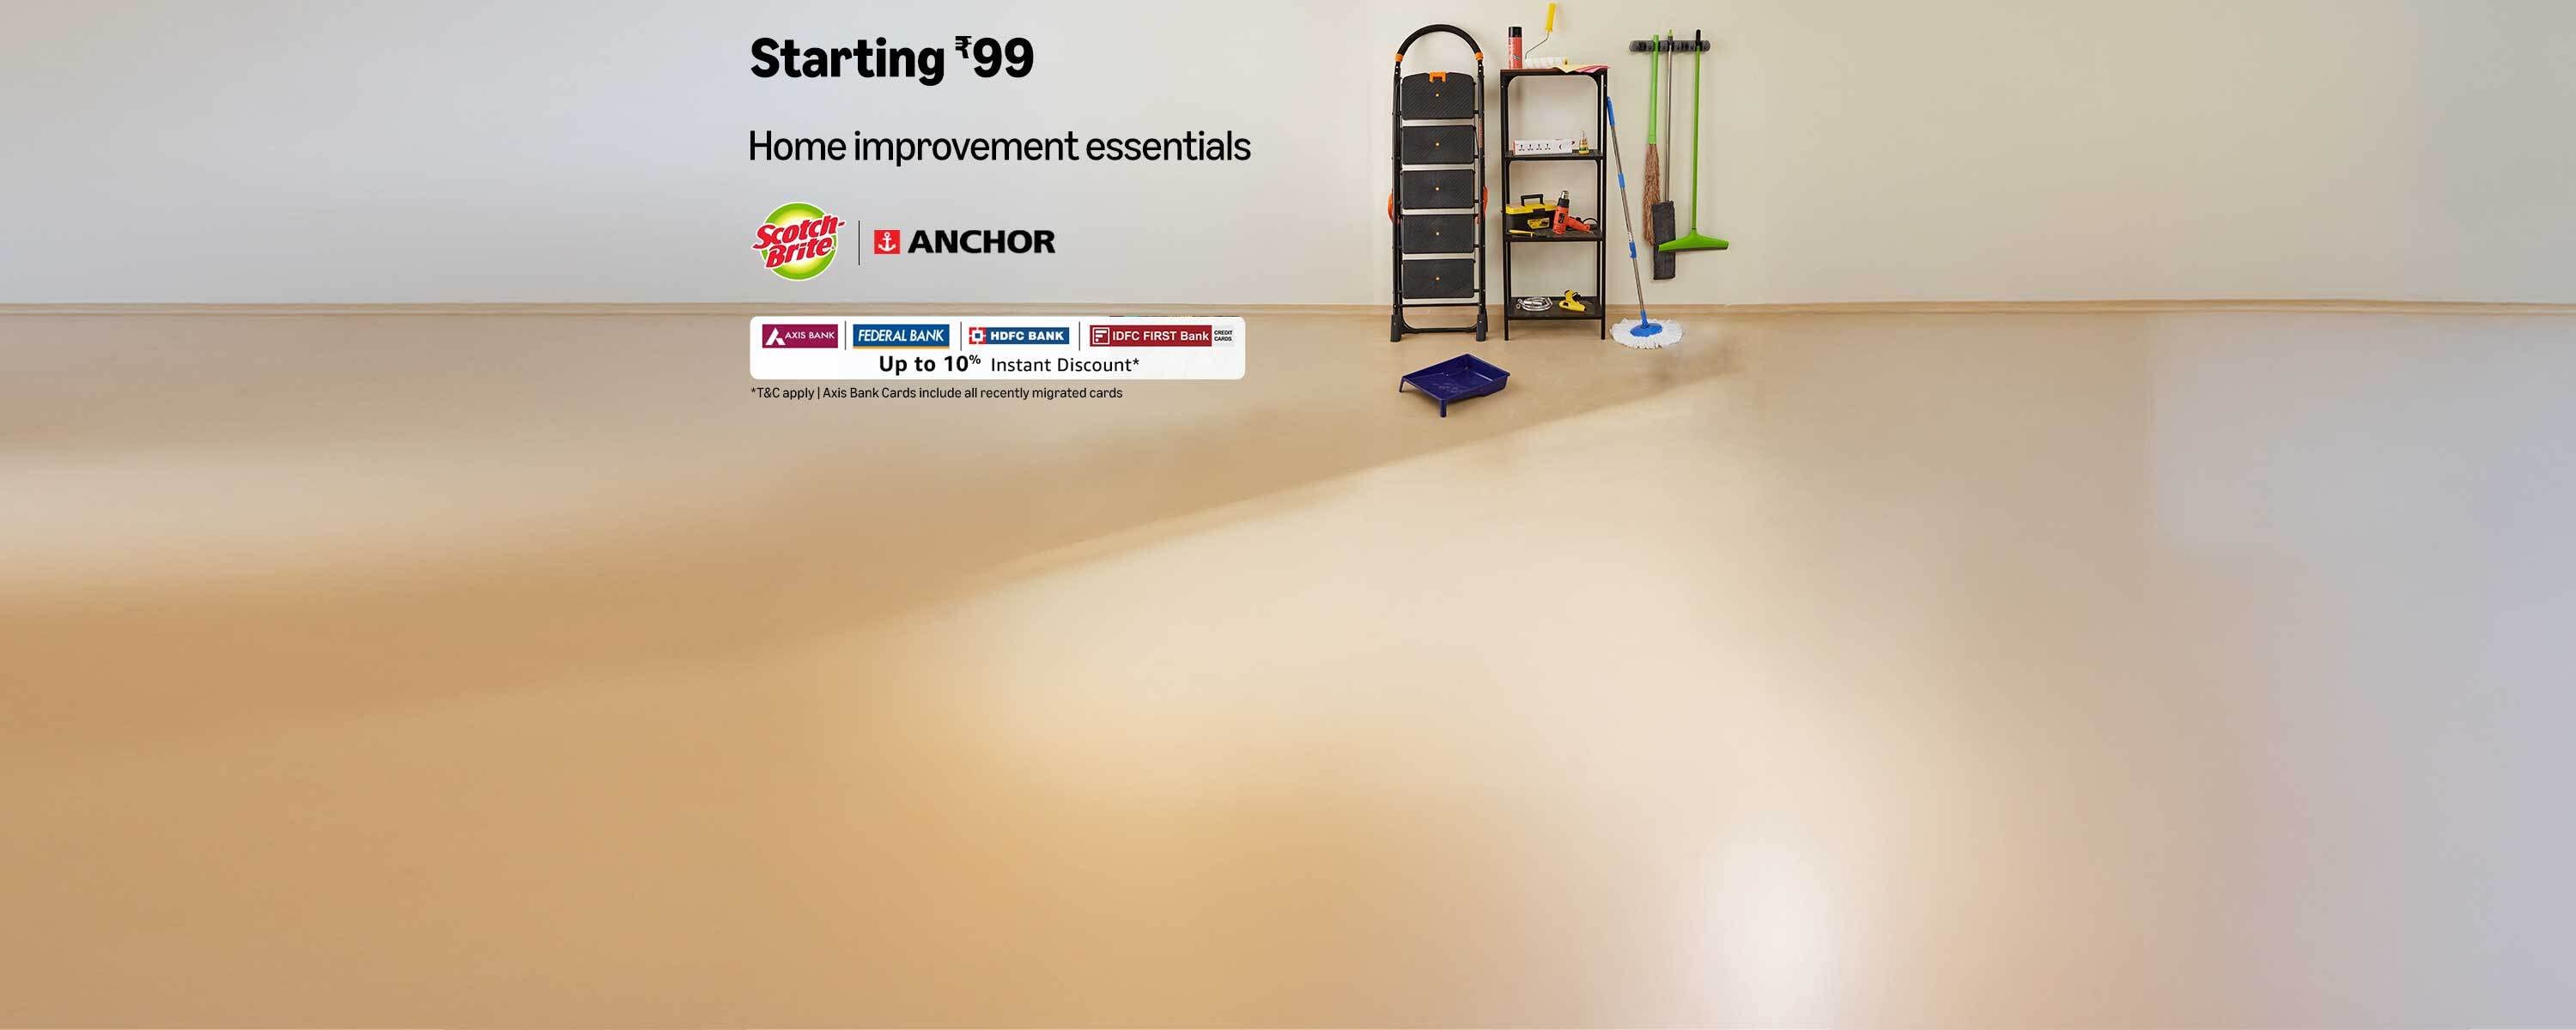 Starting ₹99
Home improvement essentials
Scotch-Brite
ANCHOR
AXIS BANK
FEDERAL BANK
HDFC BANK
IDFC FIRST Bank
CREDIT CARDS
Up to 10% Instant Discount*
*T&C apply | Axis Bank Cards include all recently migrated cards